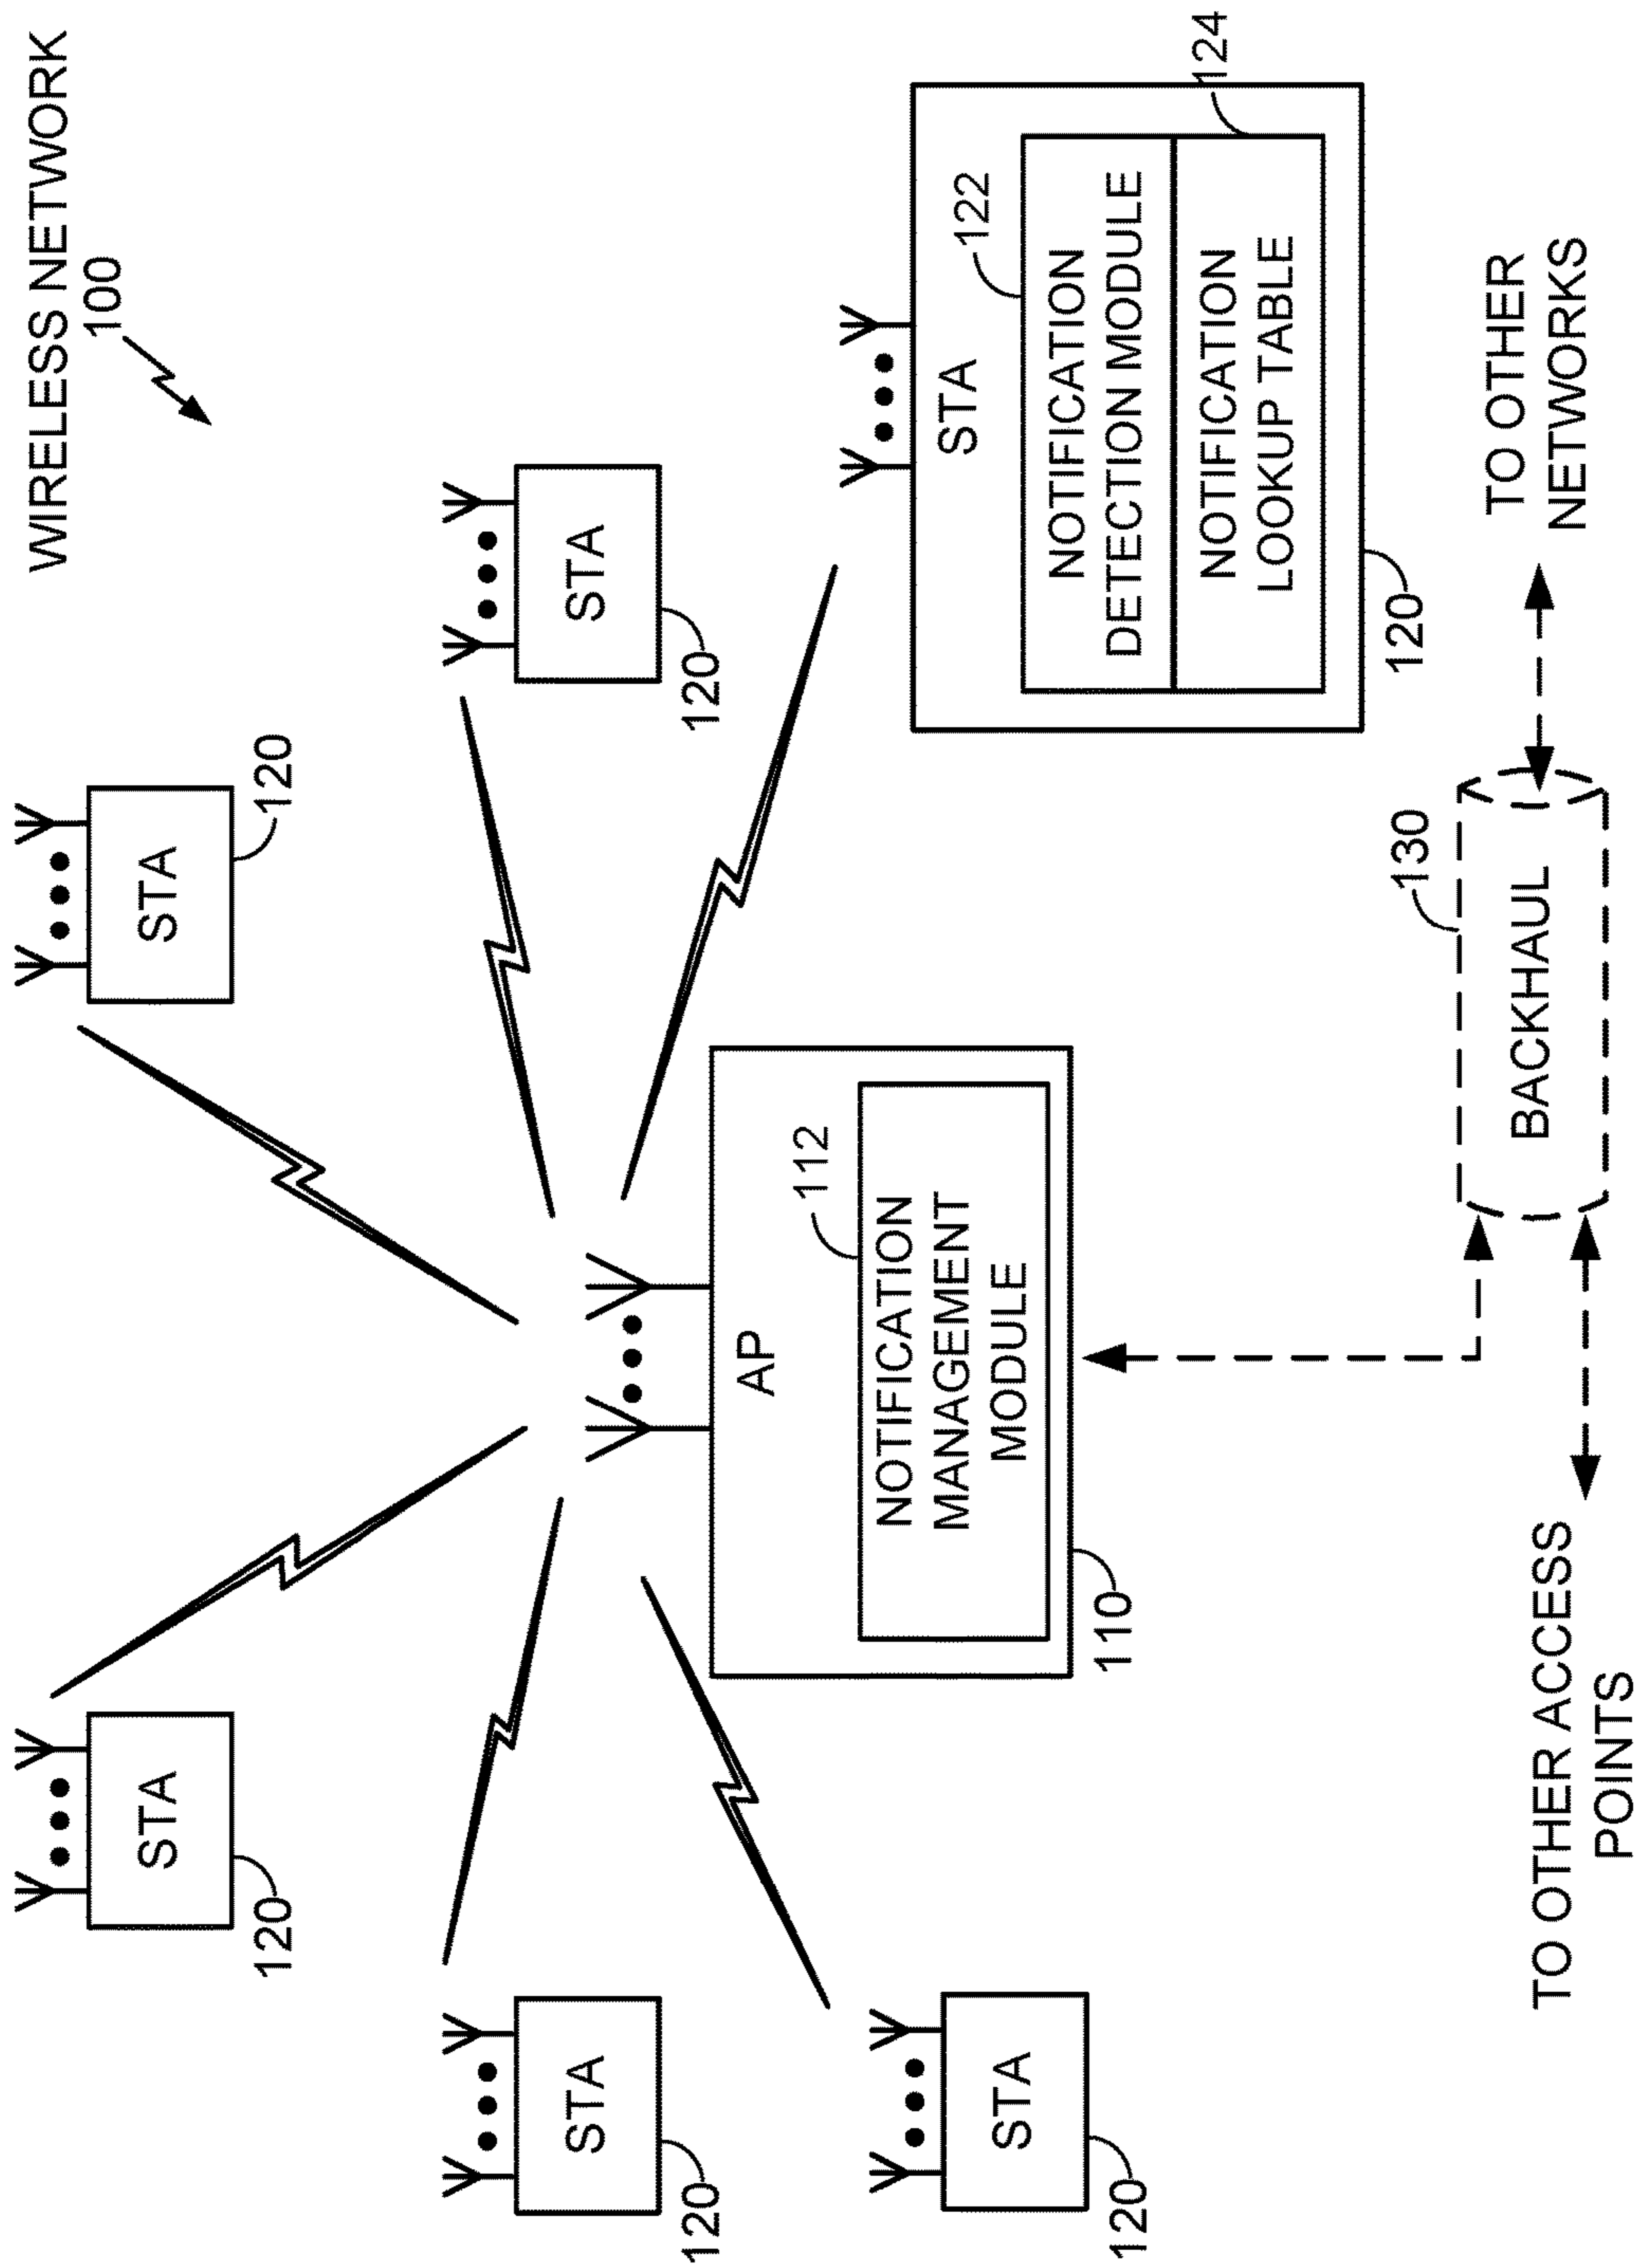 WIRELESS NETWORK
100
STA
120
STA
120
STA
120
STA
120
AP
112
NOTIFICATION
MANAGEMENT
MODULE
110
STA
120
STA
122
NOTIFICATION
DETECTION MODULE
124
NOTIFICATION
LOOKUP TABLE
120
130
BACKHAUL
TO OTHER
NETWORKS
TO OTHER ACCESS
POINTS